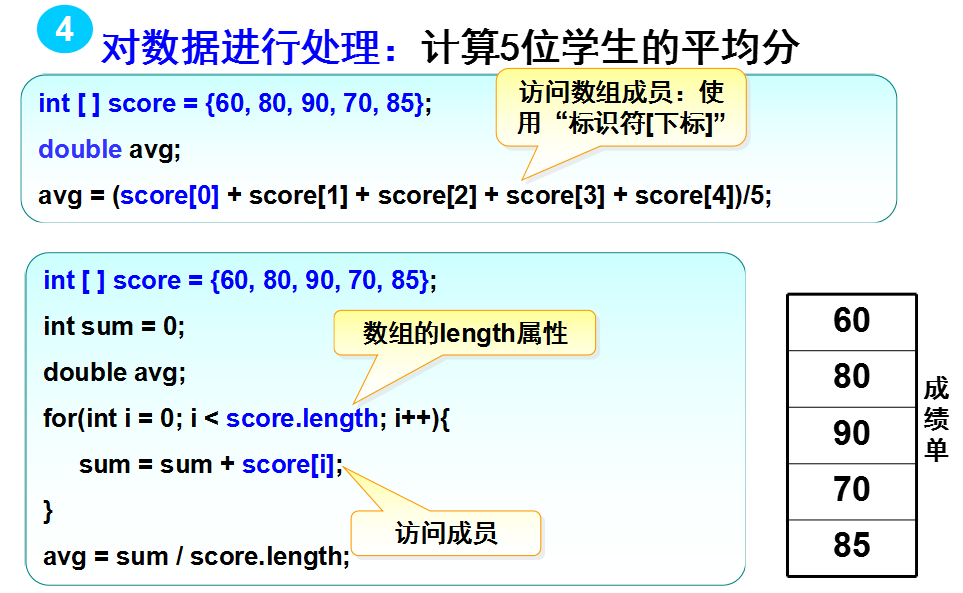 4
对数据进行处理：计算5位学生的平均分
int [ ] score = {60, 80, 90, 70, 85};
double avg;
avg = (score[0] + score[1] + score[2] + score[3] + score[4])/5;
访问数组成员：使
用“标识符[下标]”
int [ ] score = {60, 80, 90, 70, 85};
int sum = 0;
double avg;
for(int i = 0; i < score.length; i++){
sum = sum + score[i];
}
avg = sum / score.length;
数组的length属性
访问成员
60
80
90
70
85
成绩单